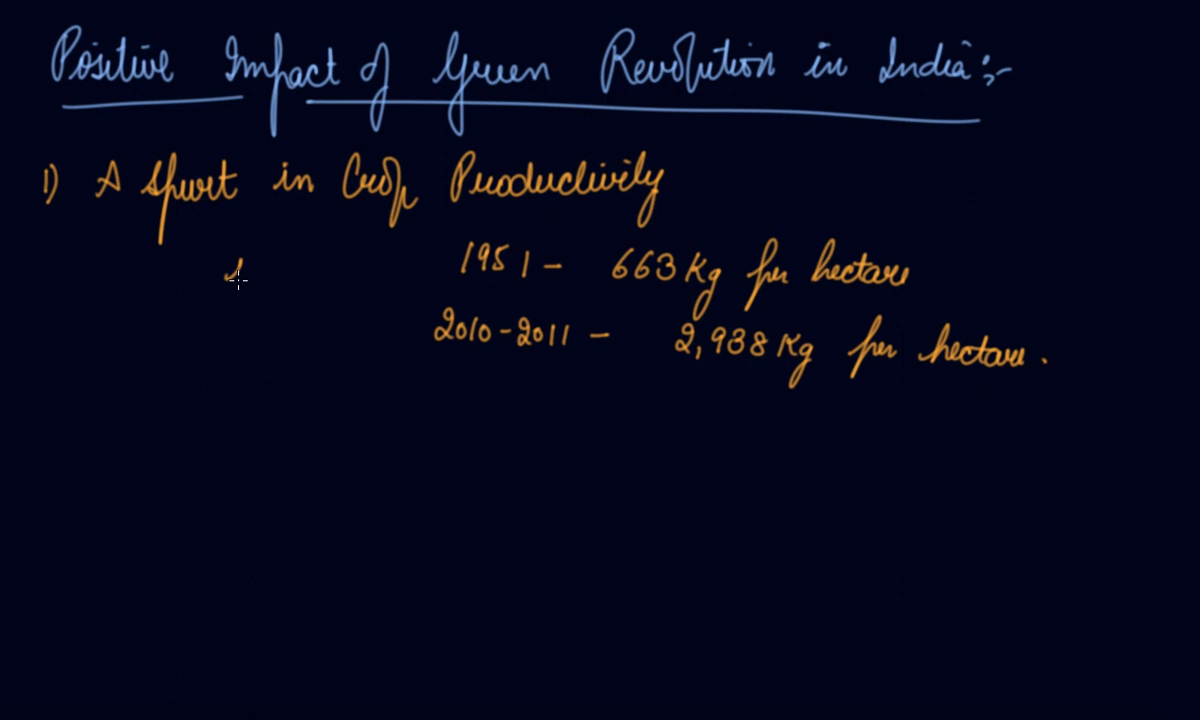 Positive Impact of Green Revolution in India :-
1) A Spurt in Crop Productivity
1951 - 663 Kg per hectare
2010-2011 - 2,938 Kg per hectare.